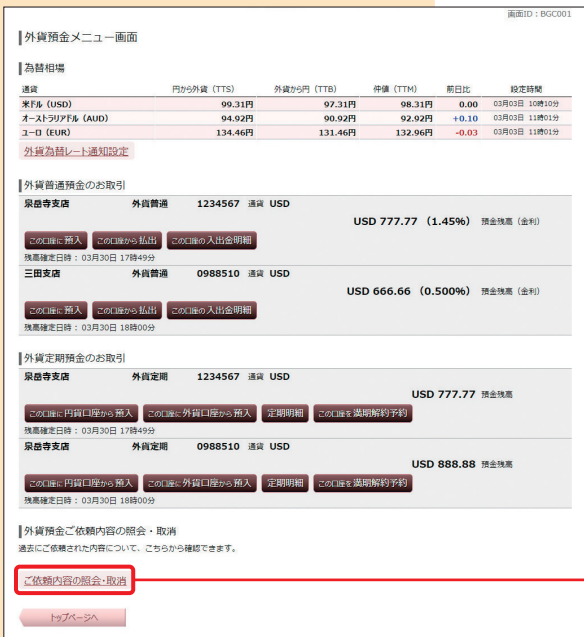 画面ID：BGC001
外貨預金メニュー画面
為替相場
通貨 円から外貨（TTS） 外貨から円（TTB） 仲値（TTM） 前日比 設定時間
米ドル（USD） 99.31円 97.31円 98.31円 0.00 03月03日 10時10分
オーストラリアドル（AUD） 94.92円 90.92円 92.92円 +0.10 03月03日 11時01分
ユーロ（EUR） 134.46円 131.46円 132.96円 -0.03 03月03日 11時01分
外貨為替レート通知設定
外貨普通預金のお取引
泉岳寺支店 外貨普通 1234567 通貨 USD
USD 777.77 （1.45%） 預金残高（金利）
この口座に預入 この口座から払出 この口座の入出金明細
残高確定日時：03月30日 17時49分
三田支店 外貨普通 0988510 通貨 USD
USD 666.66 （0.500%） 預金残高（金利）
この口座に預入 この口座から払出 この口座の入出金明細
残高確定日時：03月30日 18時00分
外貨定期預金のお取引
泉岳寺支店 外貨定期 1234567 通貨 USD
USD 777.77 預金残高
この口座に円貨口座から預入 この口座に外貨口座から預入 定期明細 この口座を満期解約予約
残高確定日時：03月30日 17時49分
泉岳寺支店 外貨定期 0988510 通貨 USD
USD 888.88 預金残高
この口座に円貨口座から預入 この口座に外貨口座から預入 定期明細 この口座を満期解約予約
残高確定日時：03月30日 18時00分
外貨預金ご依頼内容の照会・取消
過去にご依頼された内容について、こちらから確認できます。
ご依頼内容の照会・取消
トップページへ